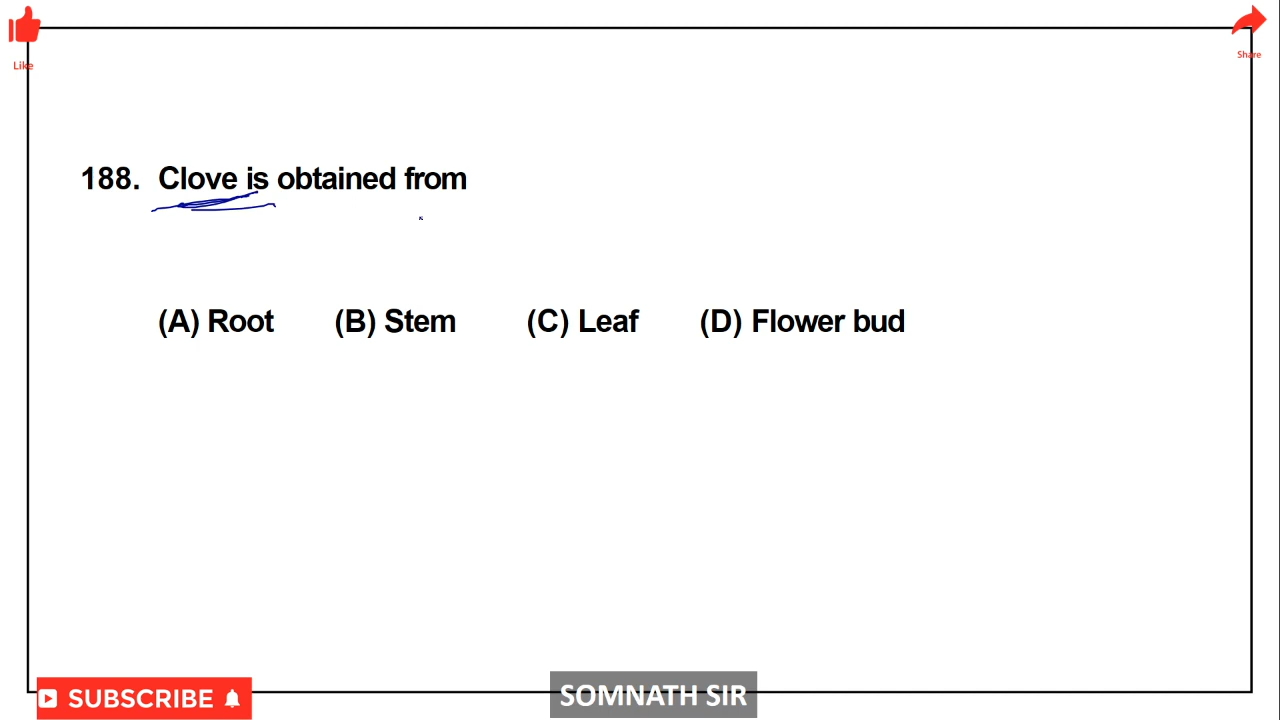 Like
Share
188. Clove is obtained from
(A) Root (B) Stem (C) Leaf (D) Flower bud
SUBSCRIBE
SOMNATH SIR